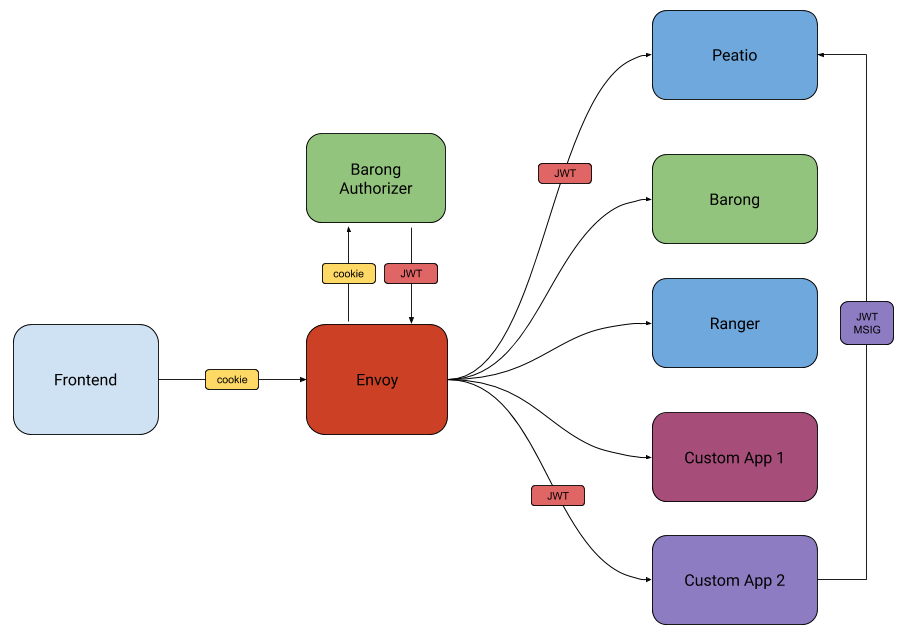 Peatio
Barong
Authorizer
JWT
Barong
cookie
JWT
Ranger
JWT
MSIG
Frontend
cookie
Envoy
Custom App 1
JWT
Custom App 2